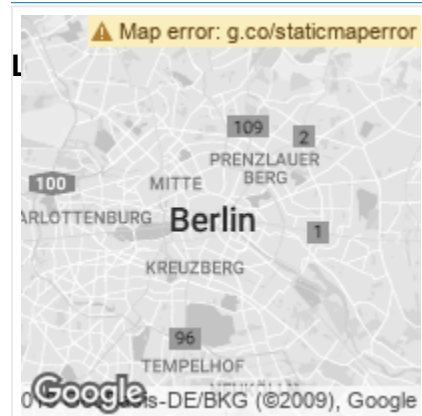 Map error: g.co/staticmaperror
L
109
2
PRENZLAUER
BERG
100
MITTE
ARLOTTENBURG
Berlin
1
KREUZBERG
96
TEMPELHOF
Google
-DE/BKG (©2009), Google